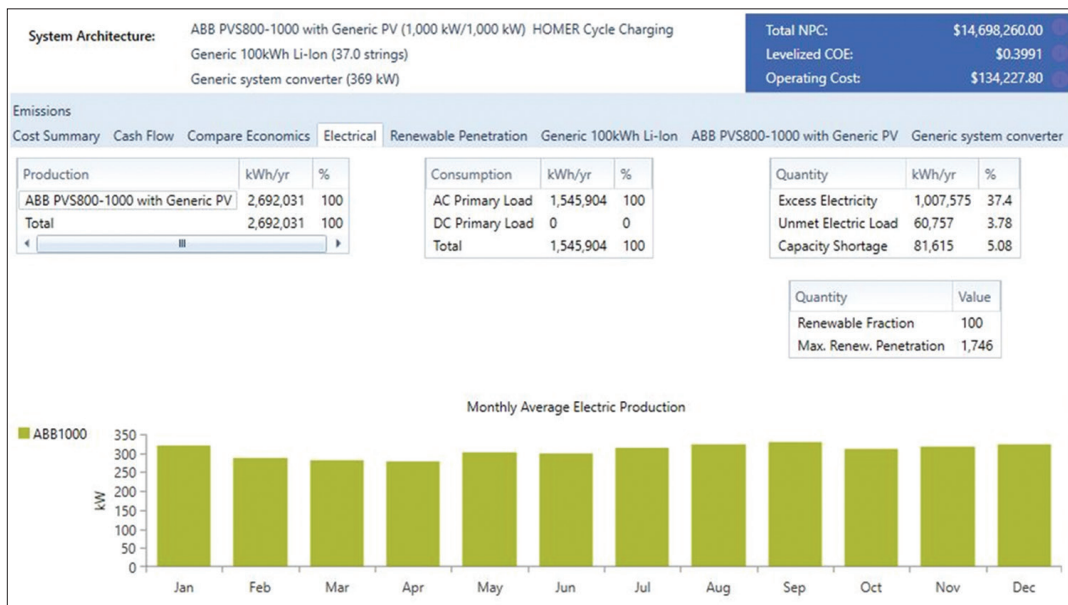 System Architecture:
ABB PVS800-1000 with Generic PV (1,000 kW/1,000 kW) HOMER Cycle Charging
Generic 100kWh Li-Ion (37.0 strings)
Generic system converter (369 kW)
Total NPC: $14,698,260.00
Levelized COE: $0.3991
Operating Cost: $134,227.80
Emissions
Cost Summary Cash Flow Compare Economics Electrical Renewable Penetration Generic 100kWh Li-Ion ABB PVS800-1000 with Generic PV Generic system converter
Production kWh/yr %
ABB PVS800-1000 with Generic PV 2,692,031 100
Total 2,692,031 100
Consumption kWh/yr %
AC Primary Load 1,545,904 100
DC Primary Load 0 0
Total 1,545,904 100
Quantity kWh/yr %
Excess Electricity 1,007,575 37.4
Unmet Electric Load 60,757 3.78
Capacity Shortage 81,615 5.08
Quantity Value
Renewable Fraction 100
Max. Renew. Penetration 1,746
Monthly Average Electric Production
ABB1000
kW
350
300
250
200
150
100
50
0
Jan Feb Mar Apr May Jun Jul Aug Sep Oct Nov Dec